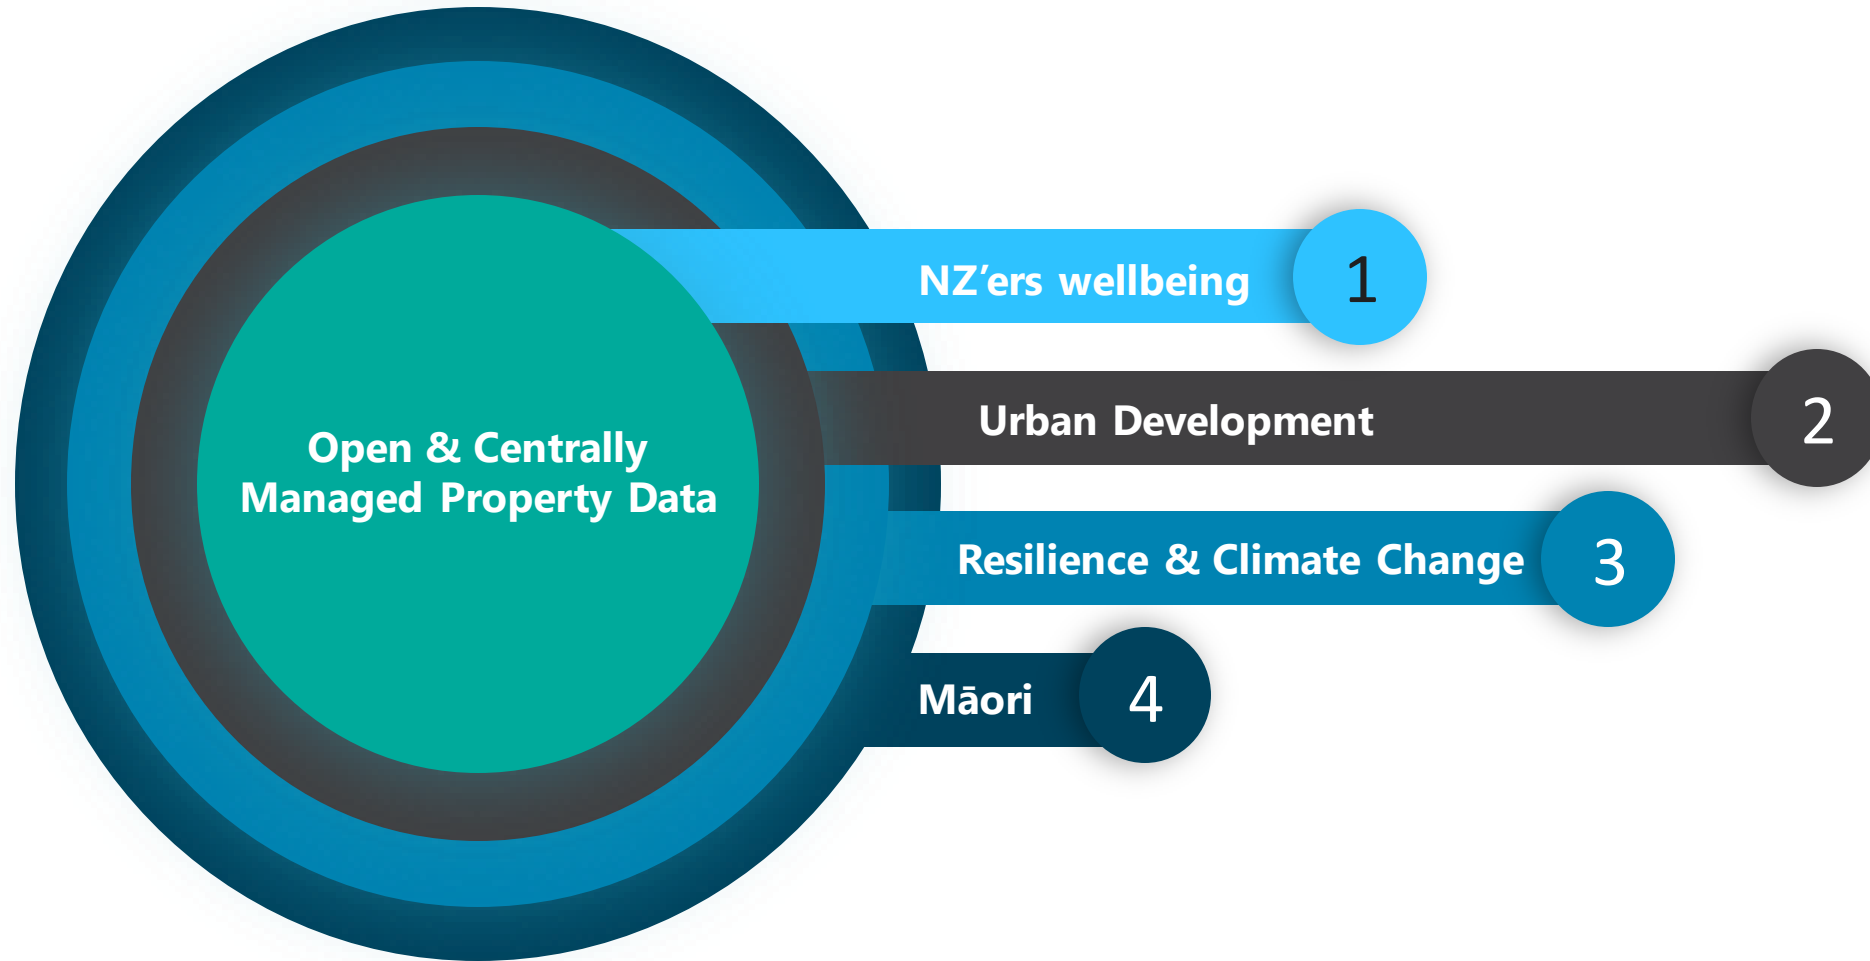 Open & Centrally
Managed Property Data
NZ’ers wellbeing
1
Urban Development
2
Resilience & Climate Change
3
Māori
4